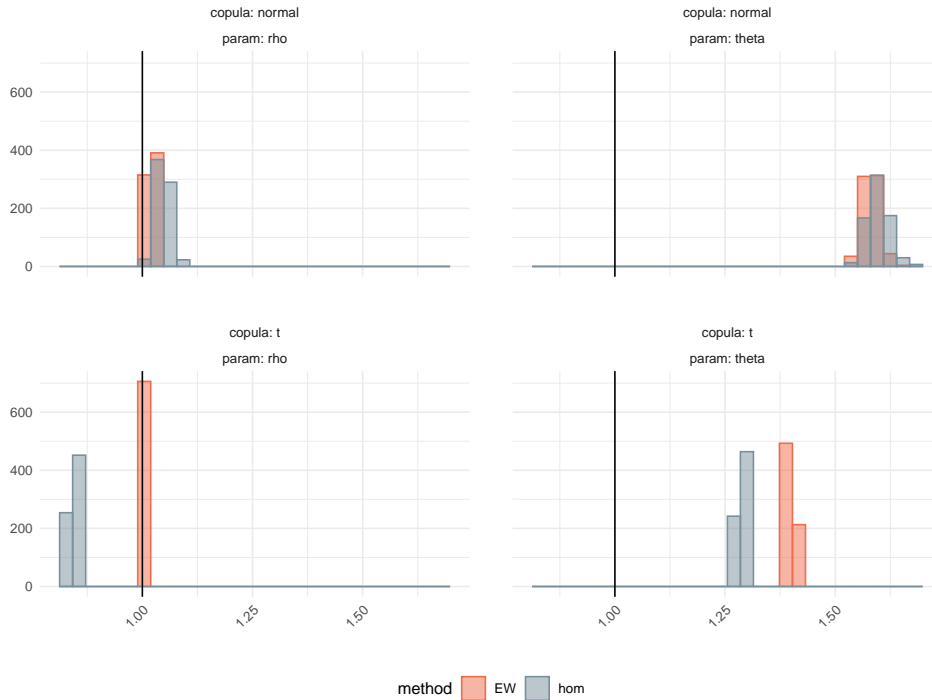 copula: normal
param: rho
copula: normal
param: theta
600
400
200
0
copula: t
param: rho
copula: t
param: theta
600
400
200
0
1.00
1.25
1.50
1.00
1.25
1.50
method EW hom